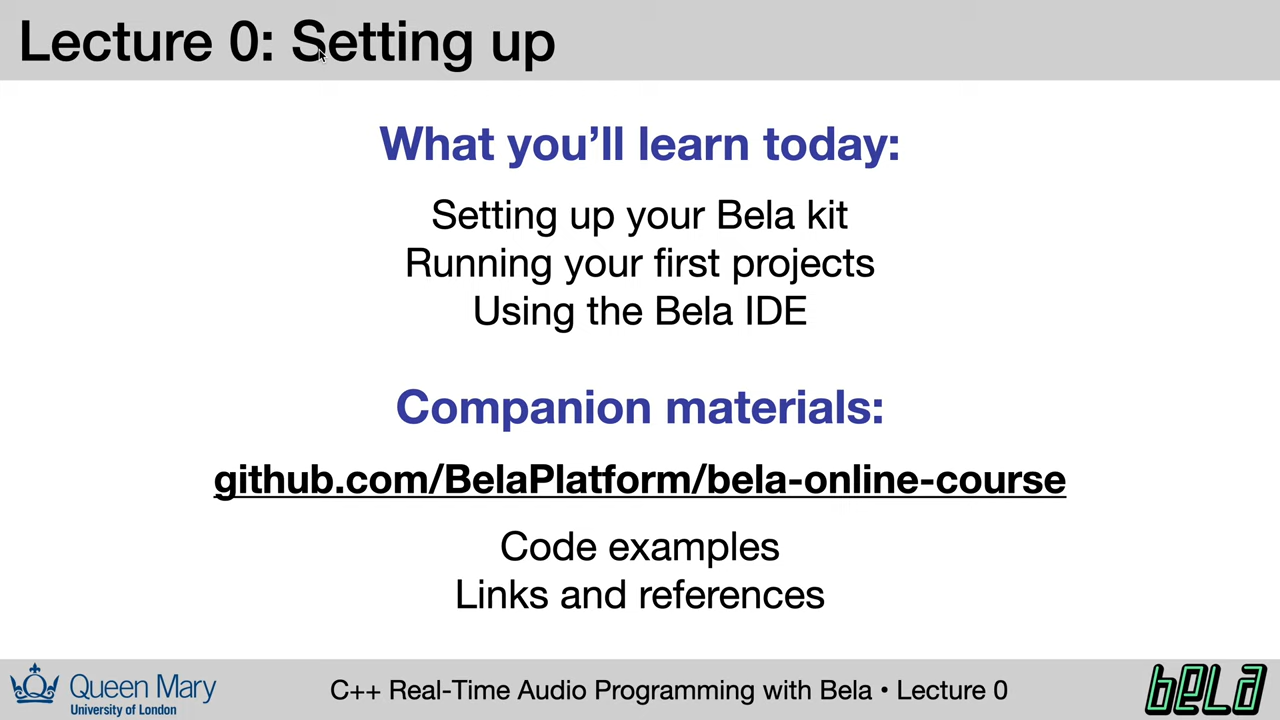 Lecture 0: Setting up
What you'll learn today:
Setting up your Bela kit
Running your first projects
Using the Bela IDE
Companion materials:
github.com/BelaPlatform/bela-online-course
Code examples
Links and references
Queen Mary
University of London
C++ Real-Time Audio Programming with Bela • Lecture 0
beLa